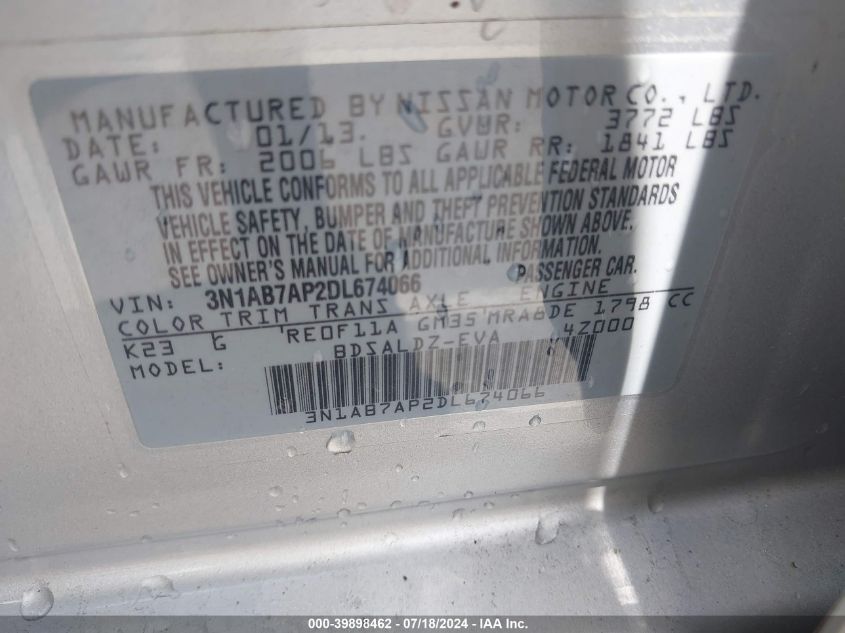 MANUFACTURED BY NISSAN MOTOR CO., LTD.
DATE: 01/13. GVWR: 3772 LBS
GAWR FR: 2006 LBS GAWR RR: 1841 LBS
THIS VEHICLE CONFORMS TO ALL APPLICABLE FEDERAL MOTOR
VEHICLE SAFETY, BUMPER AND THEFT PREVENTION STANDARDS
IN EFFECT ON THE DATE OF MANUFACTURE SHOWN ABOVE.
SEE OWNER'S MANUAL FOR ADDITIONAL INFORMATION.
VIN: 3N1AB7AP2DL674066 PASSENGER CAR.
COLOR TRIM TRANS AXLE ENGINE
K23 G RE0F11A GM35 MRA8DE 1798 CC
MODEL: BDSALDZ-EVA 4Z000
3N1AB7AP2DL674066
000-39898462 - 07/18/2024 - IAA Inc.